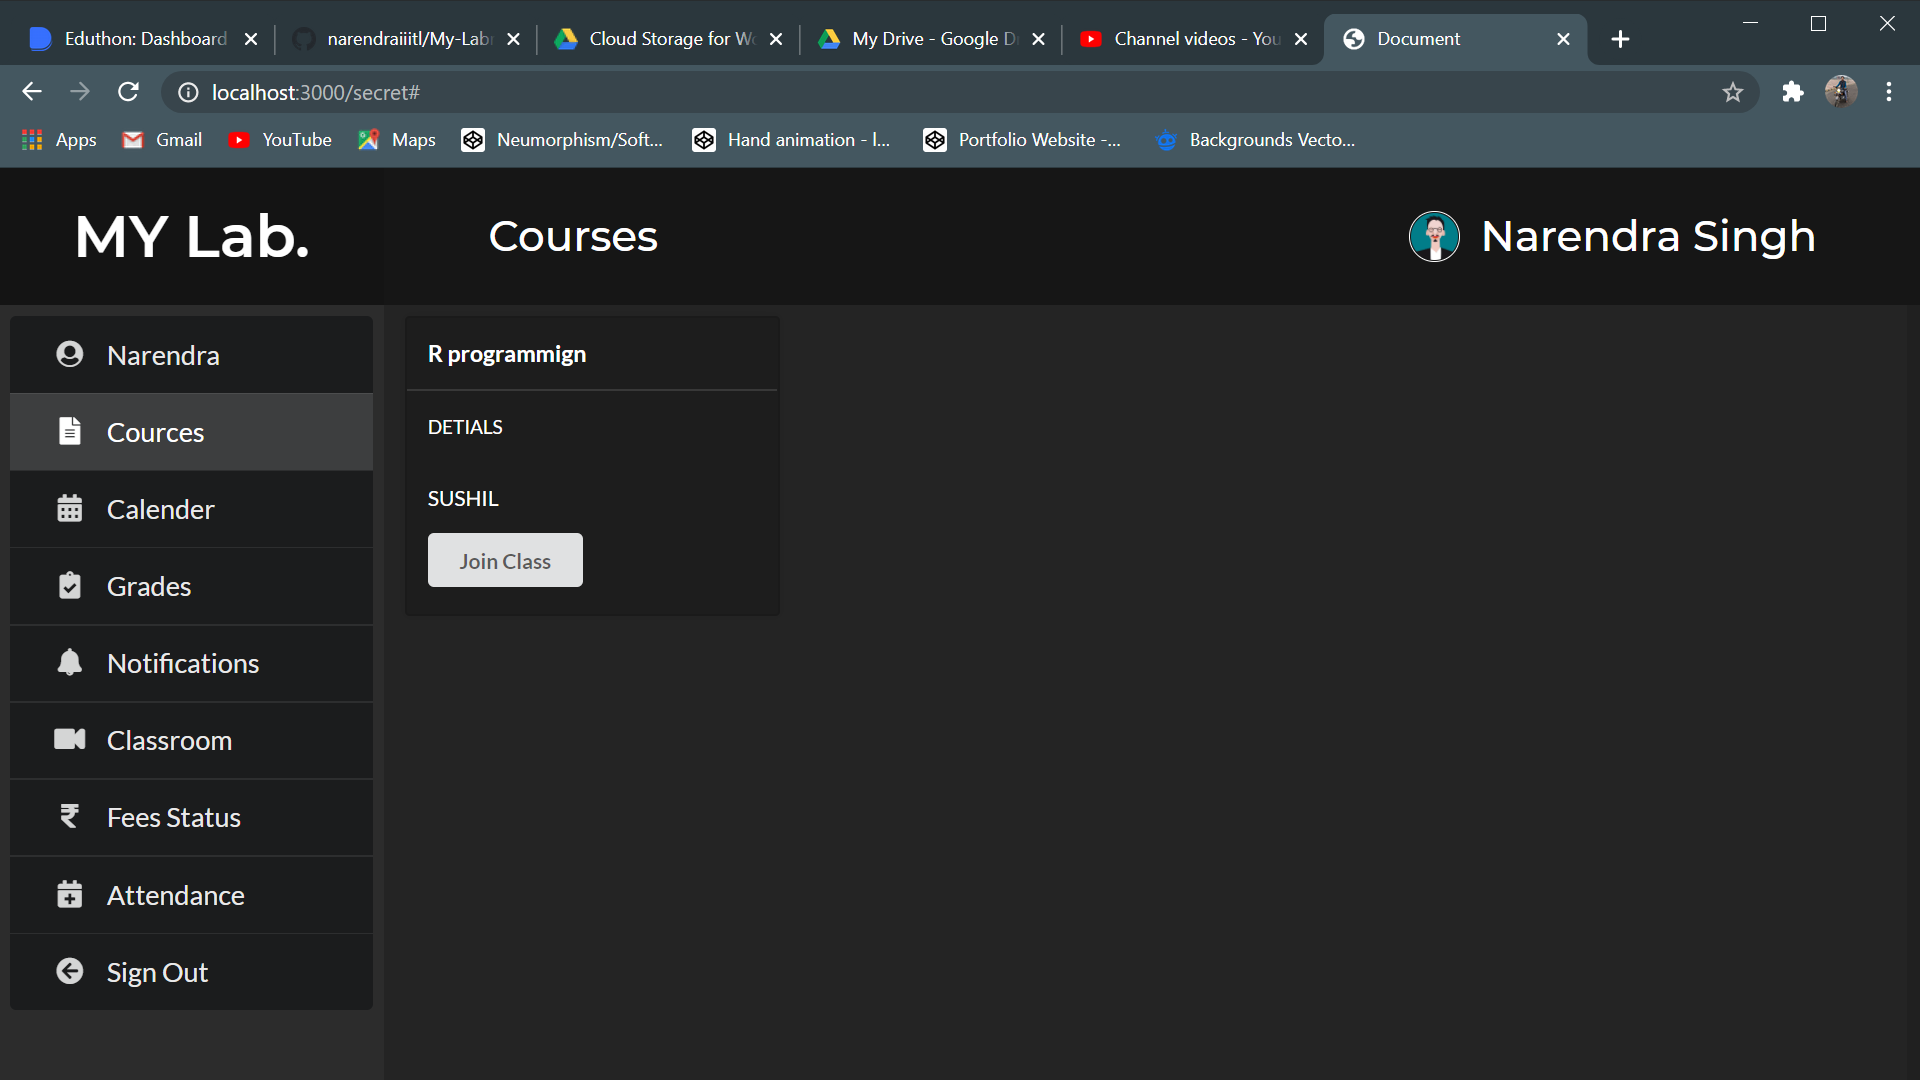 Eduthon: Dashboard
narendraiiitl/My-Lab
Cloud Storage for Wo
My Drive - Google D
Channel videos - You
Document
localhost:3000/secret#
Apps
Gmail
YouTube
Maps
Neumorphism/Soft...
Hand animation - l...
Portfolio Website -...
Backgrounds Vecto...
MY Lab.
Courses
Narendra Singh
Narendra
Cources
Calender
Grades
Notifications
Classroom
Fees Status
Attendance
Sign Out
R programmign
DETIALS
SUSHIL
Join Class